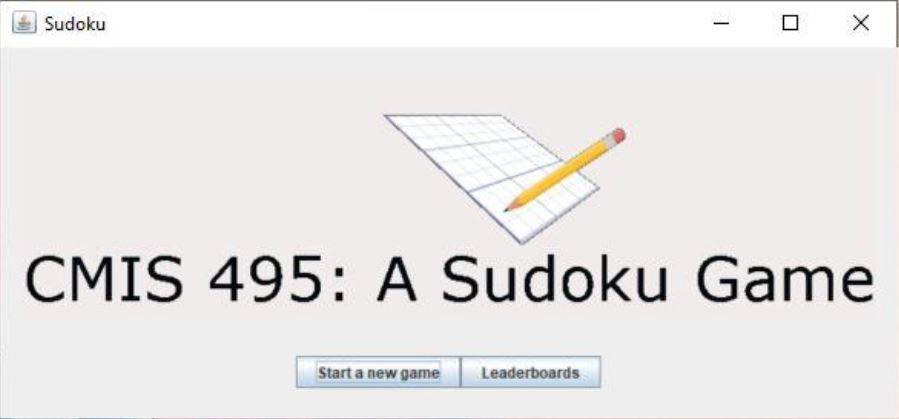 Sudoku
CMIS 495: A Sudoku Game
Start a new game Leaderboards